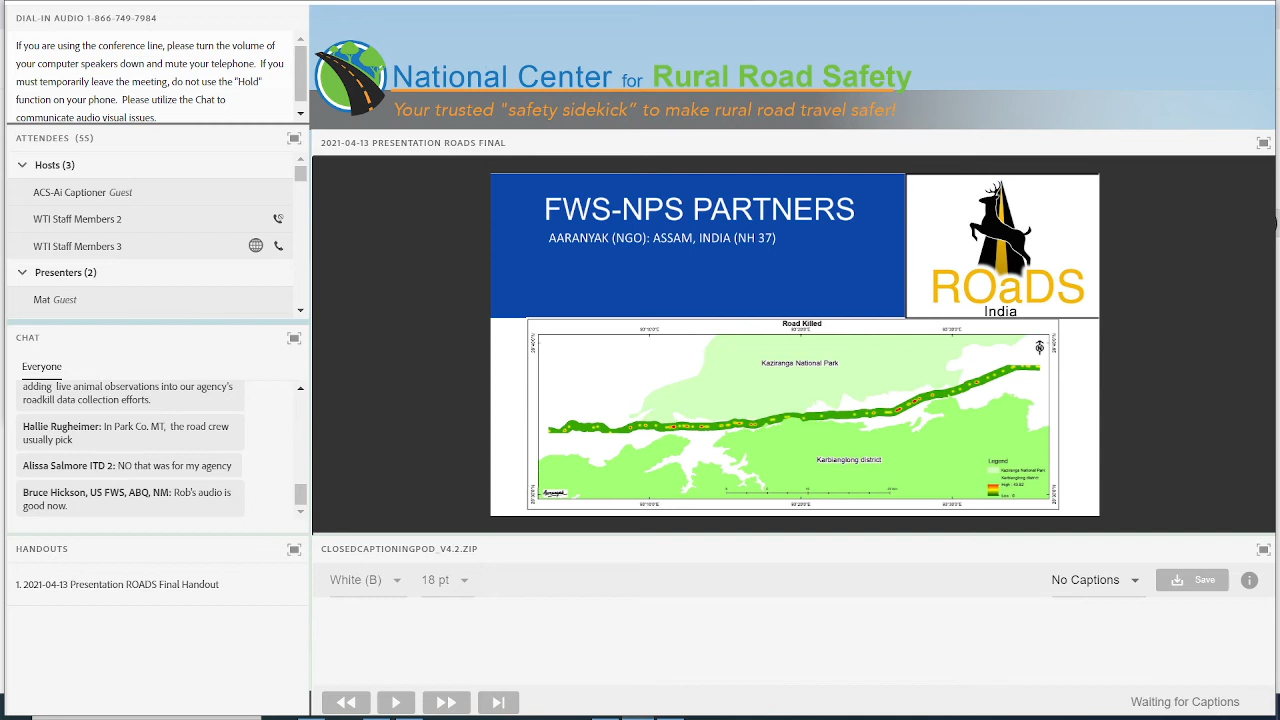 DIAL-IN AUDIO 1-866-749-7984
If you are using the conference line, please turn the volume of
your computer speakers down and mute your telephone. If you
must temporarily leave the meeting, do not use the "Hold"
function on your phone. Please utilize the Chat to
communicate audio visual issues.
ATTENDEES (55)
Hosts (3)
ACS-Ai Captioner Guest
WTI Staff Members 2
WTI Staff Members 3
Presenters (2)
Mat Guest
CHAT
Everyone
adding live animal observations into our agency's
roadkill data collection efforts.
In Park Co. MT, the road crew
usually pick
Alissa Salmore ITD 2: NO that was for my agency
Bruce Hickson, US FWS, ABQ, NM: Rob's audio is
good now.
HANDOUTS
1. 2021-04-13 Presentation ROADS Final Handout
National Center for Rural Road Safety
Your trusted "safety sidekick" to make rural road travel safer!
2021-04-13 PRESENTATION ROADS FINAL
FWS-NPS PARTNERS
AARANYAK (NGO): ASSAM, INDIA (NH 37)
ROaDS
India
Road Killed
Kaziranga National Park
Karbianglong district
Legend
Kaziranga National Park
Karbianglong district
CLOSEDCAPTIONINGPOD_V4.2.ZIP
White (B)
18 pt
No Captions
Save
Waiting for Captions